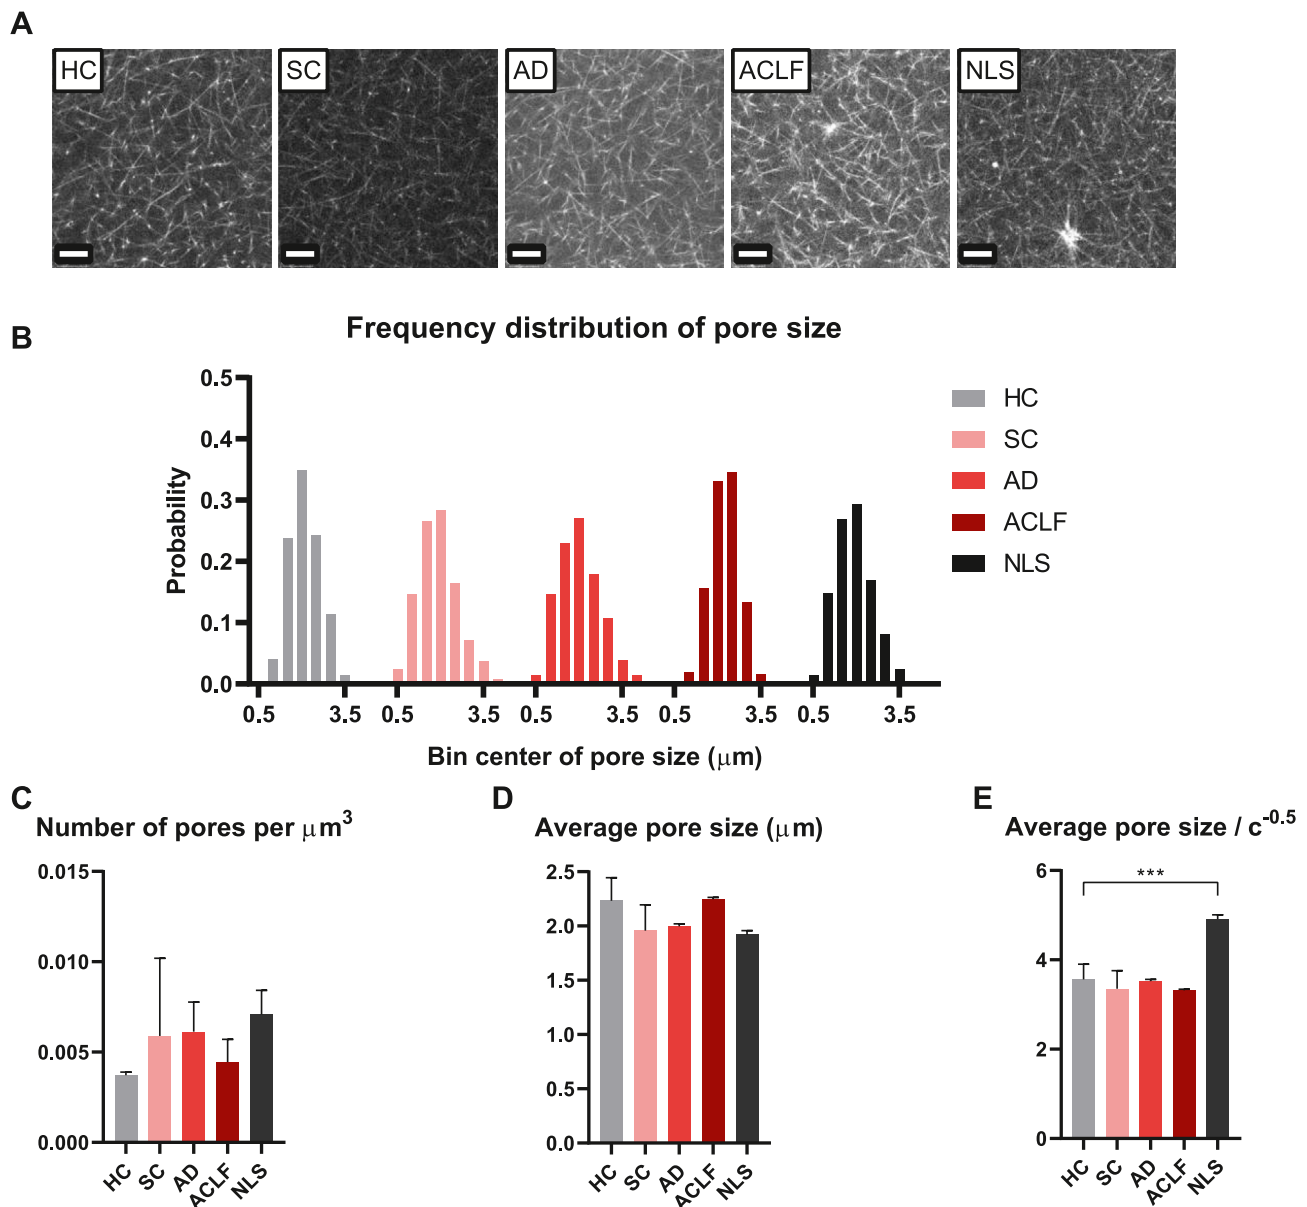 A
HC SC AD ACLF NLS
B
Frequency distribution of pore size
0.5
0.4
0.3
0.2
0.1
0.0
Probability
0.5 3.5 0.5 3.5 0.5 3.5 0.5 3.5 0.5 3.5
Bin center of pore size (μm)
HC
SC
AD
ACLF
NLS
C
Number of pores per μm³
0.015
0.010
0.005
0.000
HC SC AD ACLF NLS
D
Average pore size (μm)
2.5
2.0
1.5
1.0
0.5
0.0
HC SC AD ACLF NLS
E
Average pore size / c⁻⁰·⁵
6
4
2
0
***
HC SC AD ACLF NLS